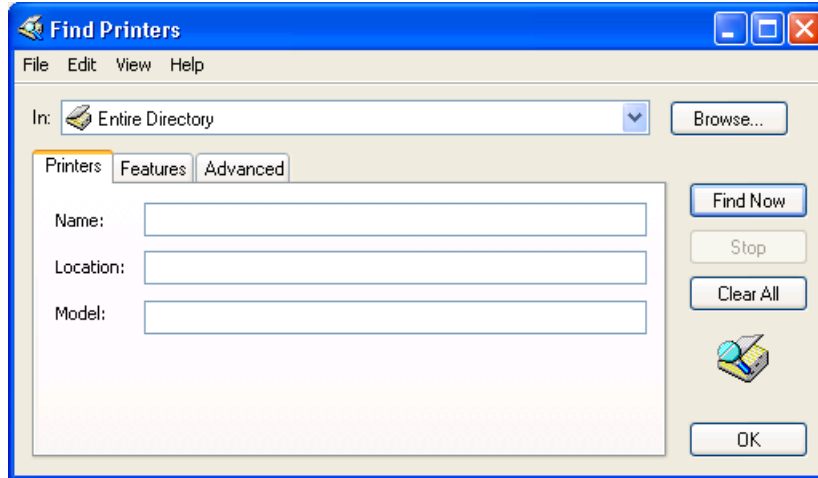 Find Printers
File Edit View Help
In: Entire Directory Browse...
Printers Features Advanced
Find Now
Name:
Stop
Location:
Clear All
Model:
OK